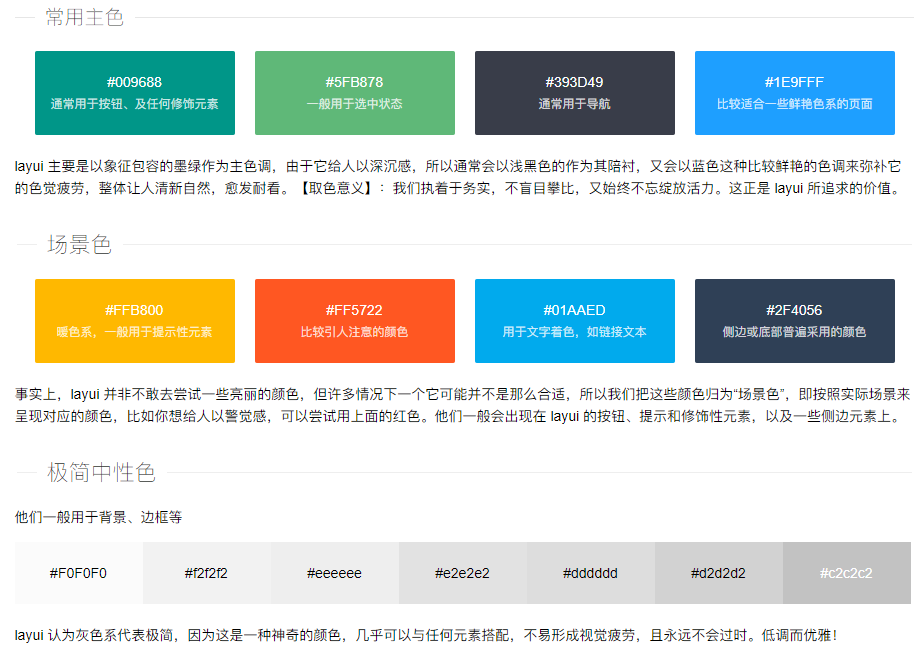 常用主色
#009688
通常用于按钮、及任何修饰元素
#5FB878
一般用于选中状态
#393D49
通常用于导航
#1E9FFF
比较适合一些鲜艳色系的页面
layui 主要是以象征包容的墨绿作为主色调，由于它给人以深沉感，所以通常会以浅黑色的作为其陪衬，又会以蓝色这种比较鲜艳的色调来弥补它
的色觉疲劳，整体让人清新自然，愈发耐看。【取色意义】：我们执着于务实，不盲目攀比，又始终不忘绽放活力。这正是 layui 所追求的价值。
场景色
#FFB800
暖色系，一般用于提示性元素
#FF5722
比较引人注意的颜色
#01AAED
用于文字着色，如链接文本
#2F4056
侧边或底部普遍采用的颜色
事实上，layui 并非不敢去尝试一些亮丽的颜色，但许多情况下一个它可能并不是那么合适，所以我们把这些颜色归为“场景色”，即按照实际场景来
呈现对应的颜色，比如你想给人以警觉感，可以尝试用上面的红色。他们一般会出现在 layui 的按钮、提示和修饰性元素，以及一些侧边元素上。
极简中性色
他们一般用于背景、边框等
#F0F0F0
#f2f2f2
#eeeeee
#e2e2e2
#dddddd
#d2d2d2
#c2c2c2
layui 认为灰色系代表极简，因为这是一种神奇的颜色，几乎可以与任何元素搭配，不易形成视觉疲劳，且永远不会过时。低调而优雅！